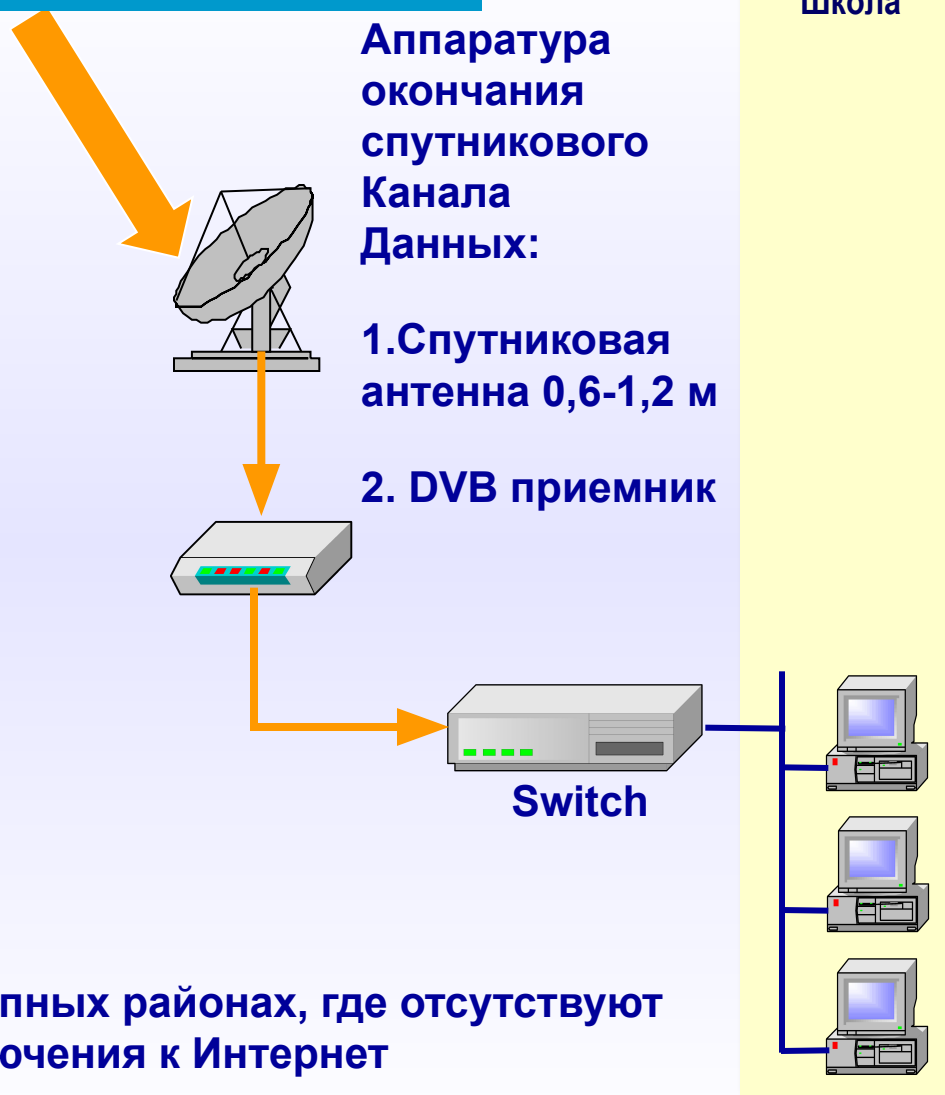 Школа
Аппаратура
окончания
спутникового
Канала
Данных:
1.Спутниковая
антенна 0,6-1,2 м
2. DVB приемник
Switch
пных районах, где отсутствуют
очения к Интернет